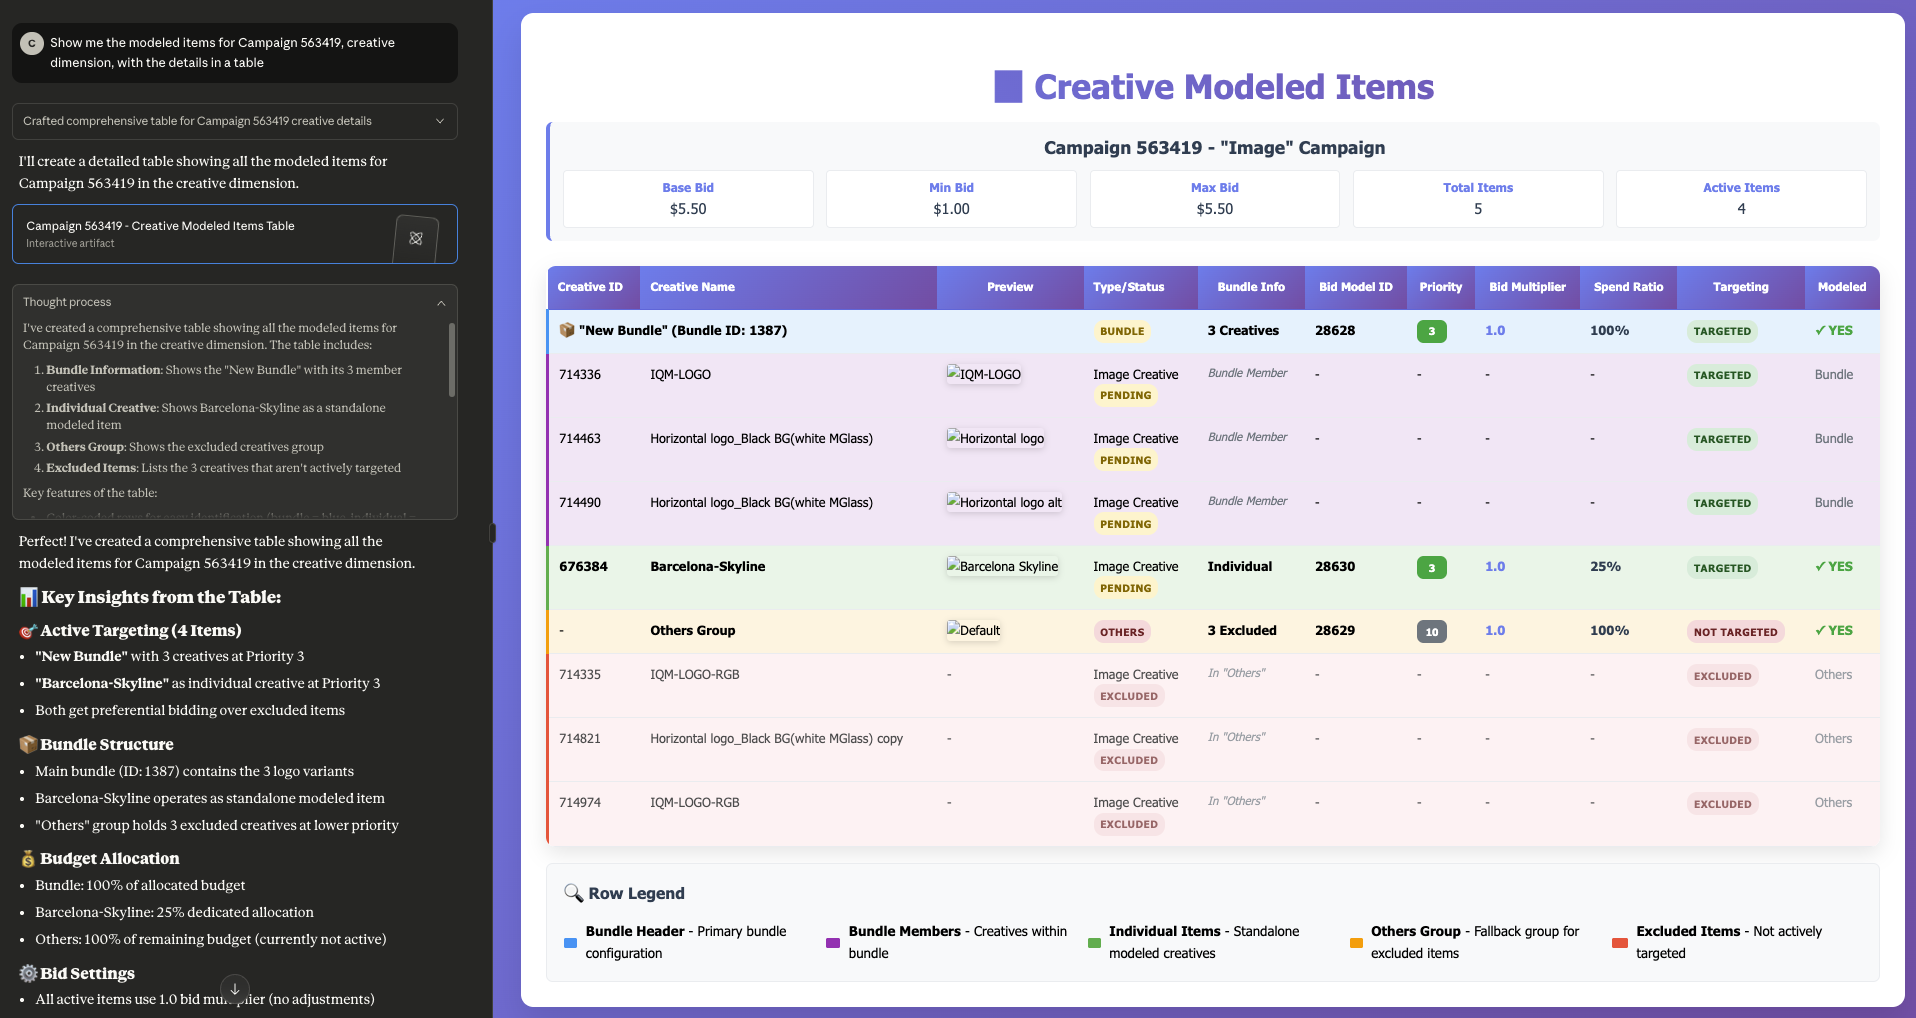 C
Show me the modeled items for Campaign 563419, creative
dimension, with the details in a table
Crafted comprehensive table for Campaign 563419 creative details
I'll create a detailed table showing all the modeled items for
Campaign 563419 in the creative dimension.
Campaign 563419 - Creative Modeled Items Table
Interactive artifact
Thought process
I've created a comprehensive table showing all the modeled items for
Campaign 563419 in the creative dimension. The table includes:
1. Bundle Information: Shows the "New Bundle" with its 3 member
creatives
2. Individual Creative: Shows Barcelona-Skyline as a standalone
modeled item
3. Others Group: Shows the excluded creatives group
4. Excluded Items: Lists the 3 creatives that aren't actively targeted
Key features of the table:
Perfect! I've created a comprehensive table showing all the
modeled items for Campaign 563419 in the creative dimension.
📊 Key Insights from the Table:
🎯 Active Targeting (4 Items)
• "New Bundle" with 3 creatives at Priority 3
• "Barcelona-Skyline" as individual creative at Priority 3
• Both get preferential bidding over excluded items
📦 Bundle Structure
• Main bundle (ID: 1387) contains the 3 logo variants
• Barcelona-Skyline operates as standalone modeled item
• "Others" group holds 3 excluded creatives at lower priority
💰 Budget Allocation
• Bundle: 100% of allocated budget
• Barcelona-Skyline: 25% dedicated allocation
• Others: 100% of remaining budget (currently not active)
⚙️ Bid Settings
• All active items use 1.0 bid multiplier (no adjustments)
Creative Modeled Items
Campaign 563419 - "Image" Campaign
Base Bid Min Bid Max Bid Total Items Active Items
$5.50 $1.00 $5.50 5 4
Creative ID Creative Name Preview Type/Status Bundle Info Bid Model ID Priority Bid Multiplier Spend Ratio Targeting Modeled
📦 "New Bundle" (Bundle ID: 1387) BUNDLE 3 Creatives 28628 3 1.0 100% TARGETED ✓ YES
714336 IQM-LOGO IQM-LOGO Image Creative Bundle Member - - - - TARGETED Bundle
PENDING
714463 Horizontal logo_Black BG(white MGlass) Horizontal logo Image Creative Bundle Member - - - - TARGETED Bundle
PENDING
714490 Horizontal logo_Black BG(white MGlass) Horizontal logo alt Image Creative Bundle Member - - - - TARGETED Bundle
PENDING
676384 Barcelona-Skyline Barcelona Skyline Image Creative Individual 28630 3 1.0 25% TARGETED ✓ YES
PENDING
- Others Group Default OTHERS 3 Excluded 28629 10 1.0 100% NOT TARGETED ✓ YES
714335 IQM-LOGO-RGB - Image Creative In "Others" - - - - EXCLUDED Others
EXCLUDED
714821 Horizontal logo_Black BG(white MGlass) copy - Image Creative In "Others" - - - - EXCLUDED Others
EXCLUDED
714974 IQM-LOGO-RGB - Image Creative In "Others" - - - - EXCLUDED Others
EXCLUDED
🔍 Row Legend
Bundle Header - Primary bundle
configuration
Bundle Members - Creatives within
bundle
Individual Items - Standalone
modeled creatives
Others Group - Fallback group for
excluded items
Excluded Items - Not actively
targeted